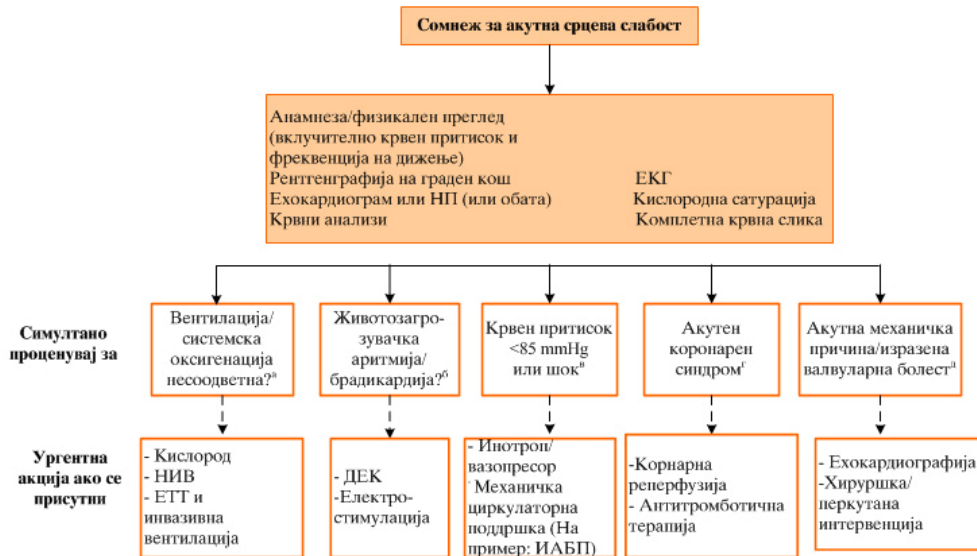 Сомнеж за акутна срцева слабост
Анамнеза/физикален преглед
(вклучително крвен притисок и
фреквенција на дижење)
Рентгенграфија на граден кош
Ехокардиограм или НП (или обата)
Крвни анализи
ЕКГ
Кислородна сатурација
Комплетна крвна слика
Симултано
проценувај за
Вентилација/
системска
оксигенација
несоодветна?а
Животозагро-
зувачка
аритмија/
брадикардија?б
Крвен притисок
<85 mmHg
или шокв
Акутен
коронарен
синдромг
Акутна механичка
причина/изразена
валвуларна болеста
Ургентна
акција ако се
присутни
- Кислород
- НИВ
- ЕТТ и
инвазивна
вентилација
- ДЕК
-Електро-
стимулација
- Инотроп/
вазопресор
- Механичка
циркулаторна
поддршка (На
пример: ИАБП)
-Корнарна
реперфузија
- Антитромботична
терапија
- Ехокардиографија
-Хируршка/
перкутана
интервенција